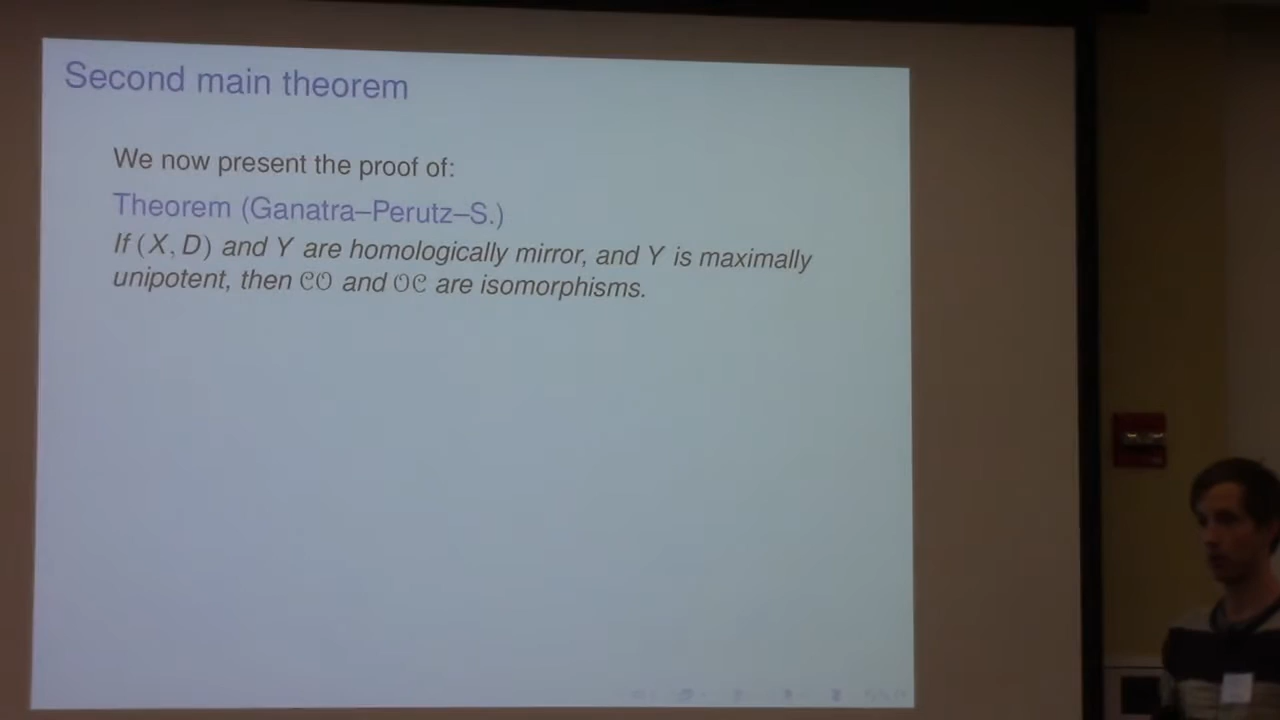 Second main theorem
We now present the proof of:
Theorem (Ganatra–Perutz–S.)
If (X, D) and Y are homologically mirror, and Y is maximally
unipotent, then 𝒞𝒪 and 𝒪𝒞 are isomorphisms.